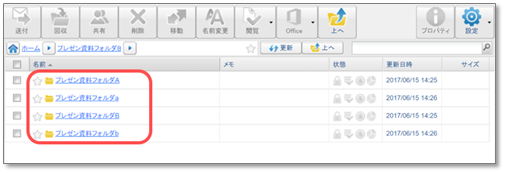 送付 回収 共有 削除 移動 名前変更 閲覧 Office 上へ プロパティ 設定
ホーム プレゼン資料フォルダB 更新 上へ
名前 メモ 状態 更新日時 サイズ
プレゼン資料フォルダA 2017/06/15 14:25
プレゼン資料フォルダa 2017/06/15 14:26
プレゼン資料フォルダB 2017/06/15 14:25
プレゼン資料フォルダb 2017/06/15 14:26